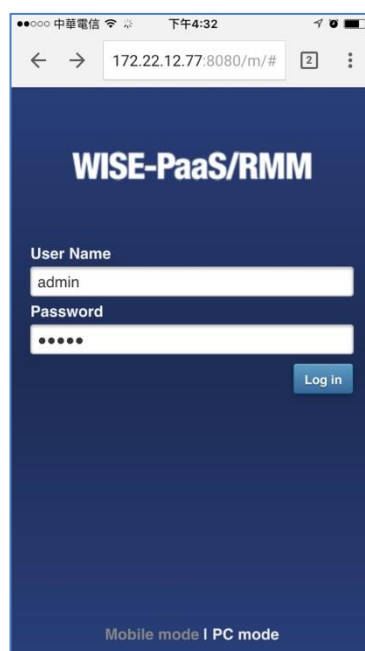 中華電信 下午4:32
172.22.12.77:8080/m/# 2
WISE-PaaS/RMM
User Name
admin
Password
•••••
Log in
Mobile mode | PC mode